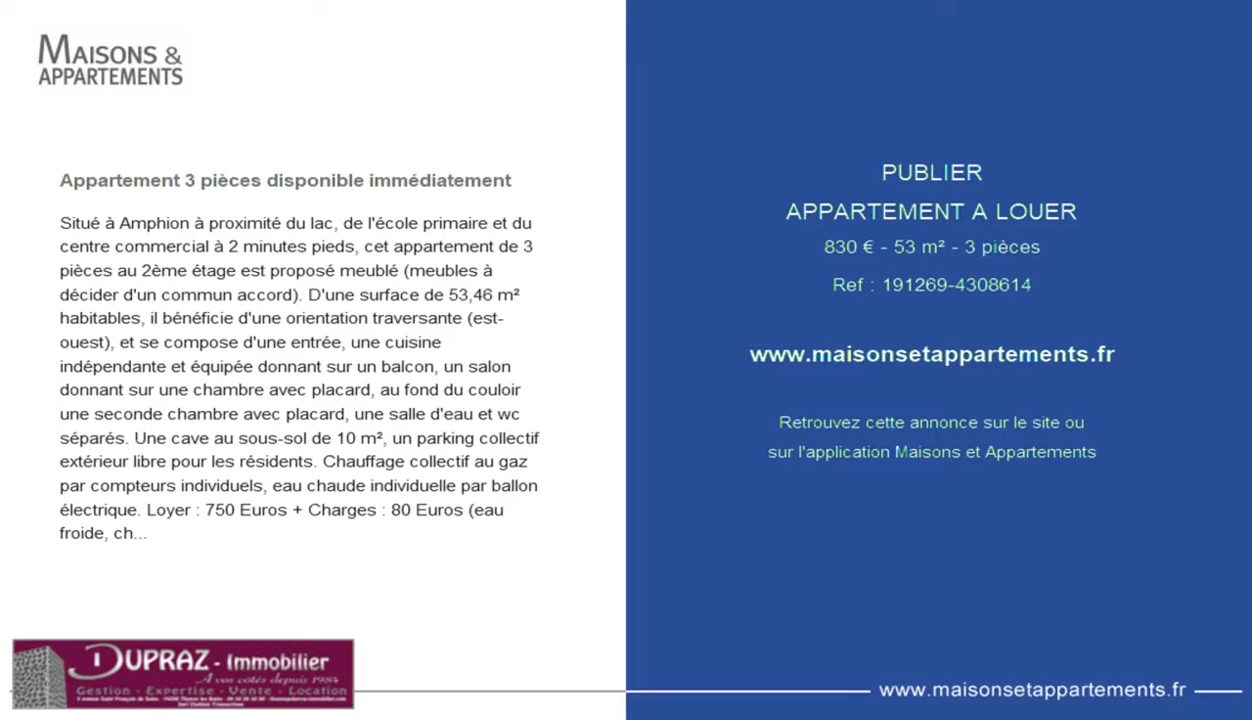 MAISONS &
APPARTEMENTS
Appartement 3 pièces disponible immédiatement
Situé à Amphion à proximité du lac, de l'école primaire et du
centre commercial à 2 minutes pieds, cet appartement de 3
pièces au 2ème étage est proposé meublé (meubles à
décider d'un commun accord). D'une surface de 53,46 m²
habitables, il bénéficie d'une orientation traversante (est-
ouest), et se compose d'une entrée, une cuisine
indépendante et équipée donnant sur un balcon, un salon
donnant sur une chambre avec placard, au fond du couloir
une seconde chambre avec placard, une salle d'eau et wc
séparés. Une cave au sous-sol de 10 m², un parking collectif
extérieur libre pour les résidents. Chauffage collectif au gaz
par compteurs individuels, eau chaude individuelle par ballon
électrique. Loyer : 750 Euros + Charges : 80 Euros (eau
froide, ch...
DUPRAZ - Immobilier
A vos côtés depuis 1984
Gestion - Expertise - Vente - Location
PUBLIER
APPARTEMENT A LOUER
830 € - 53 m² - 3 pièces
Ref : 191269-4308614
www.maisonsetappartements.fr
Retrouvez cette annonce sur le site ou
sur l'application Maisons et Appartements
www.maisonsetappartements.fr